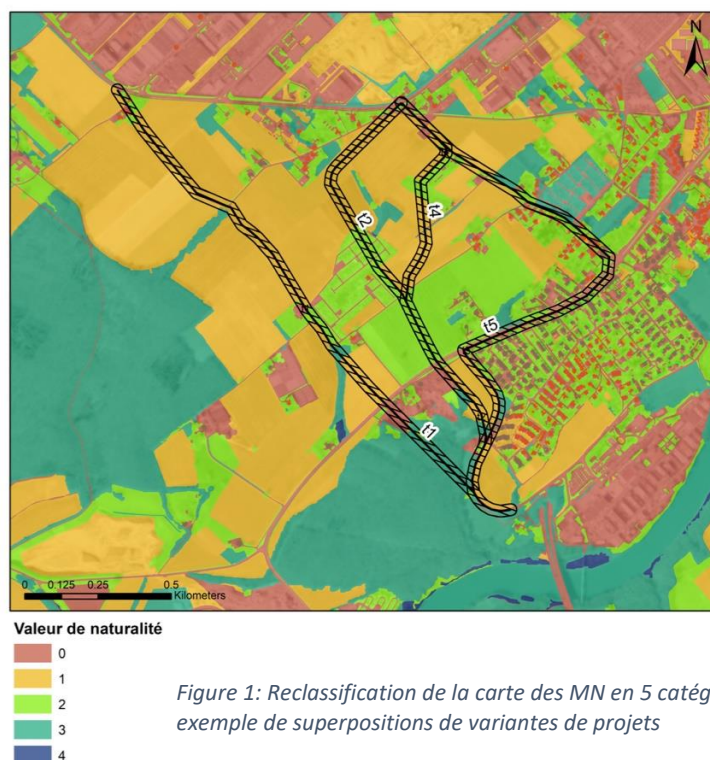 N
t2
t4
t5
t1
0 0.125 0.25 0.5
Kilometers
Valeur de naturalité
0
1
2
3
4
Figure 1: Reclassification de la carte des MN en 5 catég
exemple de superpositions de variantes de projets